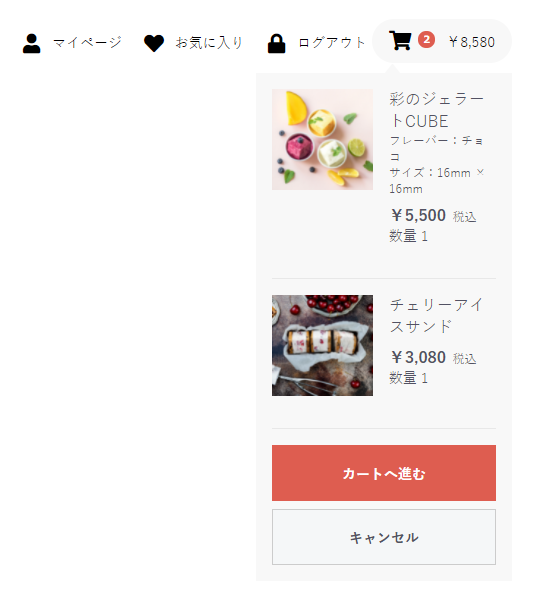 マイページ お気に入り ログアウト 2 ￥8,580
彩のジェラー
トCUBE
フレーバー：チョ
コ
サイズ：16mm ×
16mm
￥5,500 税込
数量 1
チェリーアイ
スサンド
￥3,080 税込
数量 1
カートへ進む
キャンセル